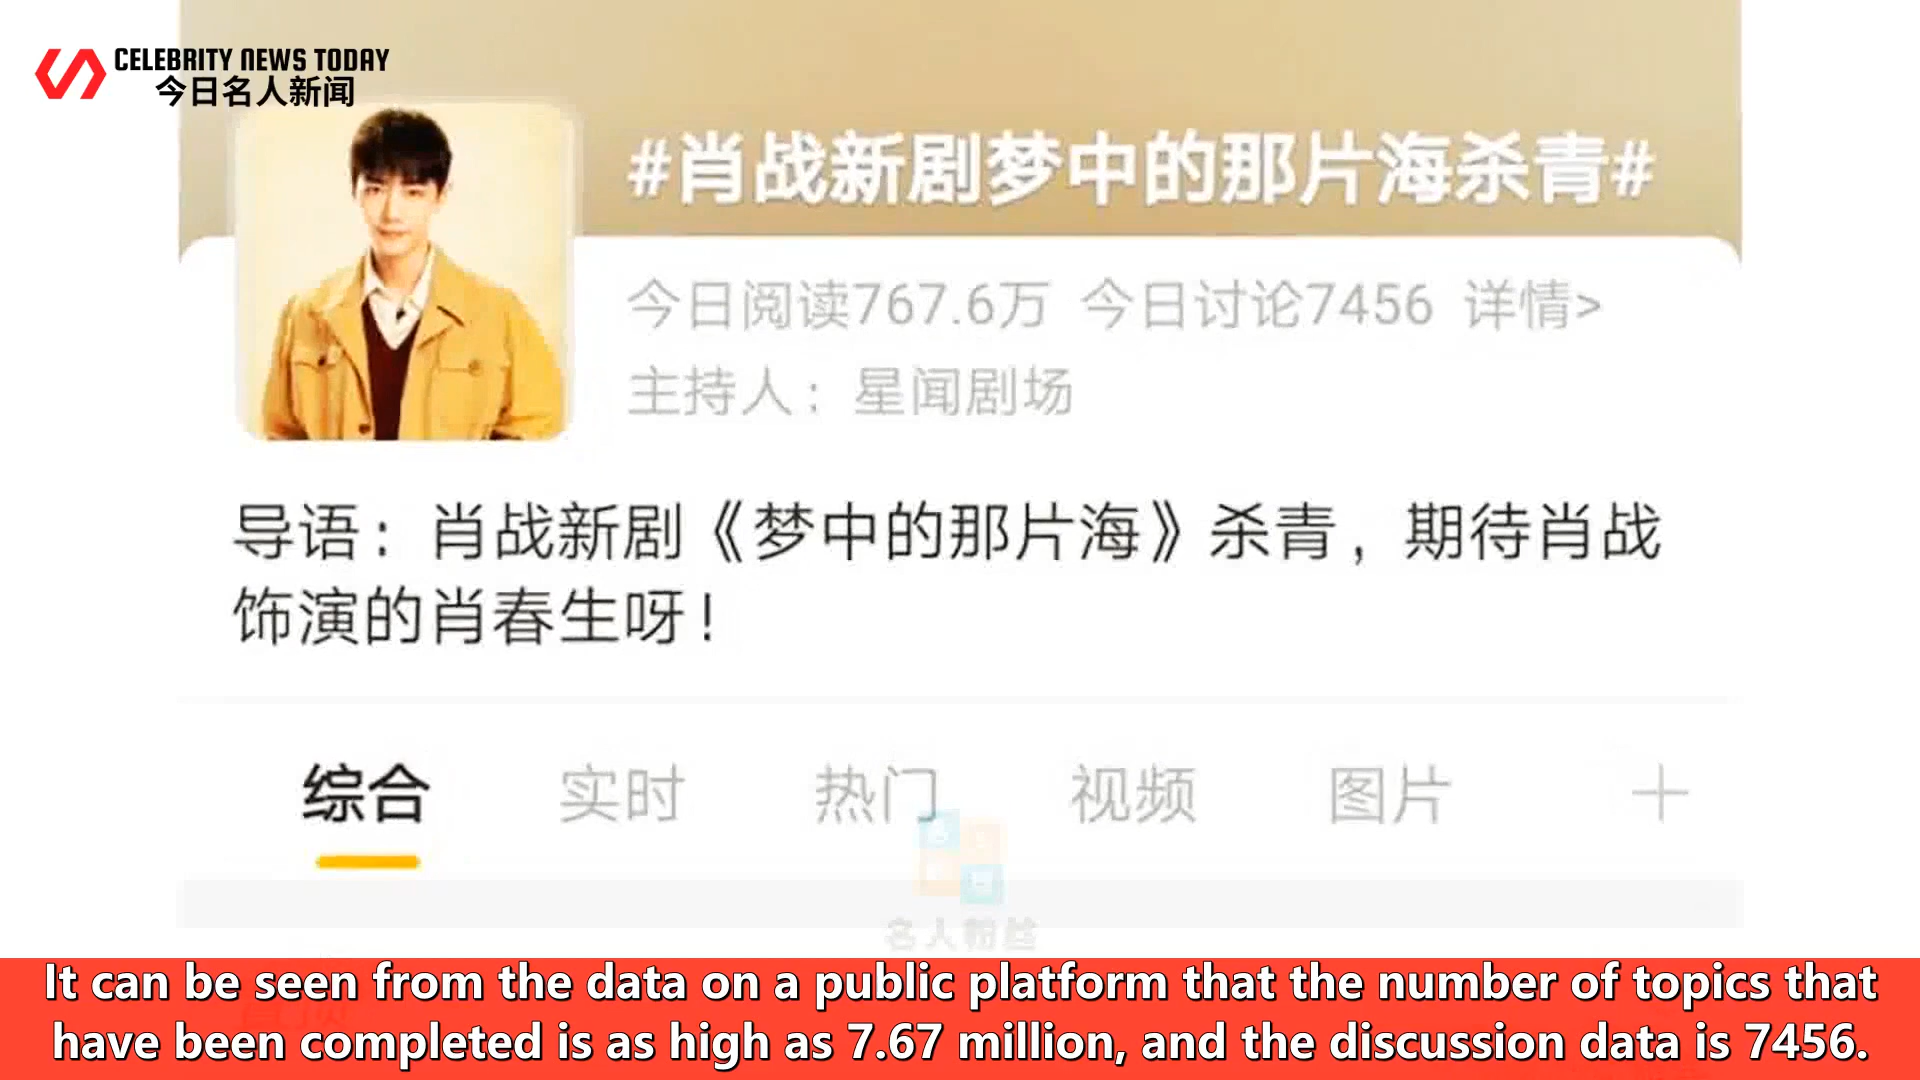 CELEBRITY NEWS TODAY
今日名人新闻
#肖战新剧梦中的那片海杀青#
今日阅读767.6万 今日讨论7456 详情>
主持人：星闻剧场
导语：肖战新剧《梦中的那片海》杀青，期待肖战
饰演的肖春生呀！
综合 实时 热门 视频 图片 +
名人粉丝
It can be seen from the data on a public platform that the number of topics that
have been completed is as high as 7.67 million, and the discussion data is 7456.